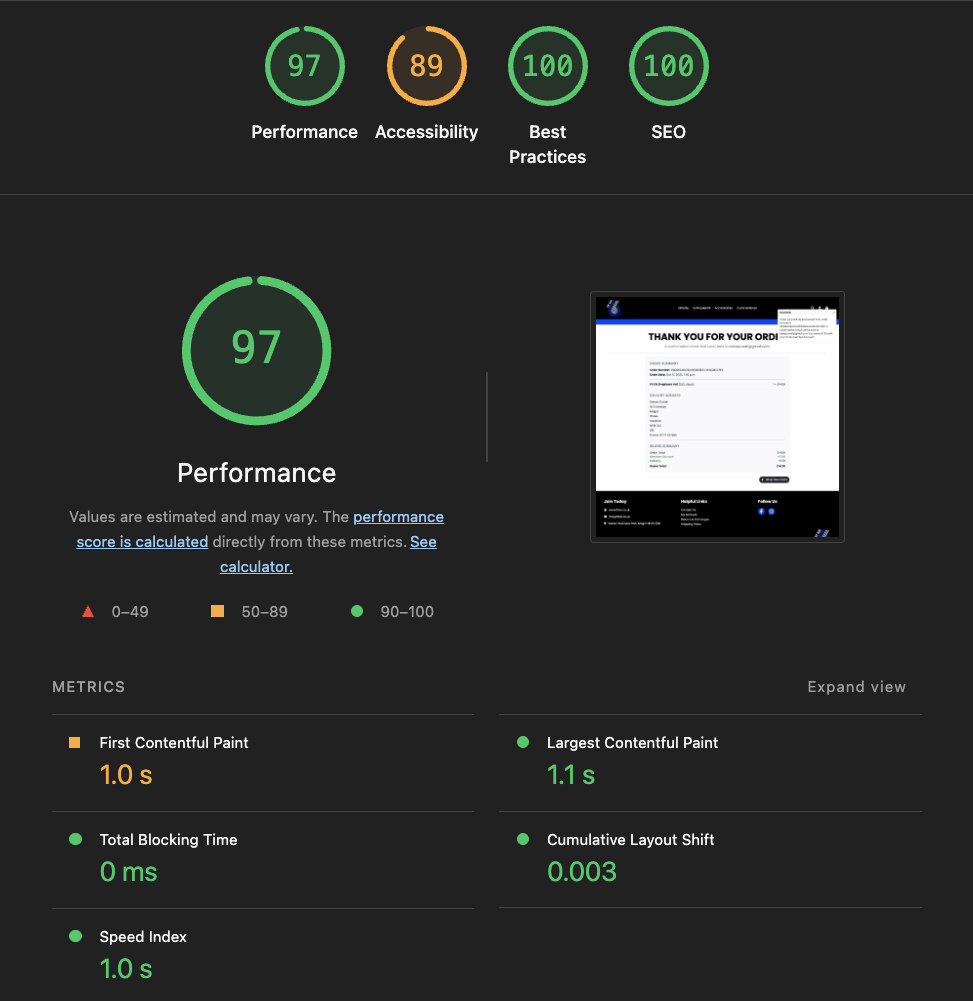 97
89
100
100
Performance
Accessibility
Best
Practices
SEO
97
Performance
Values are estimated and may vary. The performance
score is calculated directly from these metrics. See
calculator.
0–49
50–89
90–100
THANK YOU FOR YOUR ORD
Join Today
Helpful Links
Follow Us
METRICS
Expand view
First Contentful Paint
1.0 s
Largest Contentful Paint
1.1 s
Total Blocking Time
0 ms
Cumulative Layout Shift
0.003
Speed Index
1.0 s